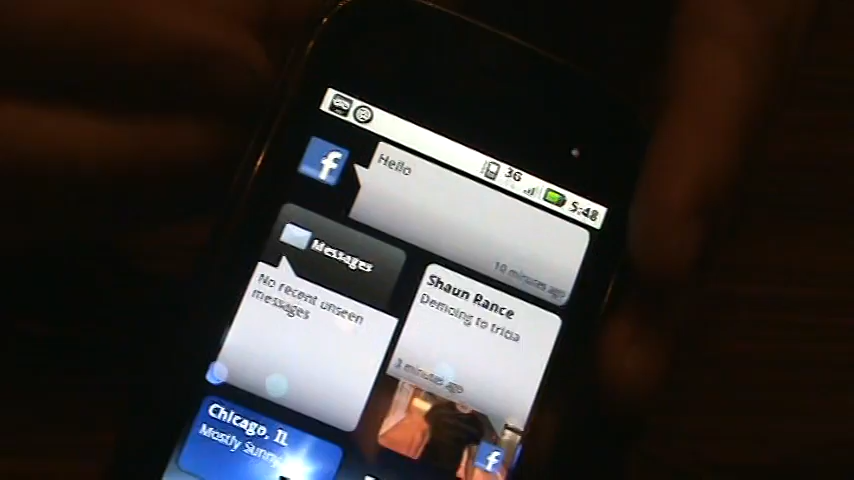 3G
5:48
Hello
10 minutes ago
Messages
No recent unseen
messages
Shaun Rance
Demoing to tricia
3 minutes ago
Chicago, IL
Mostly Sunny